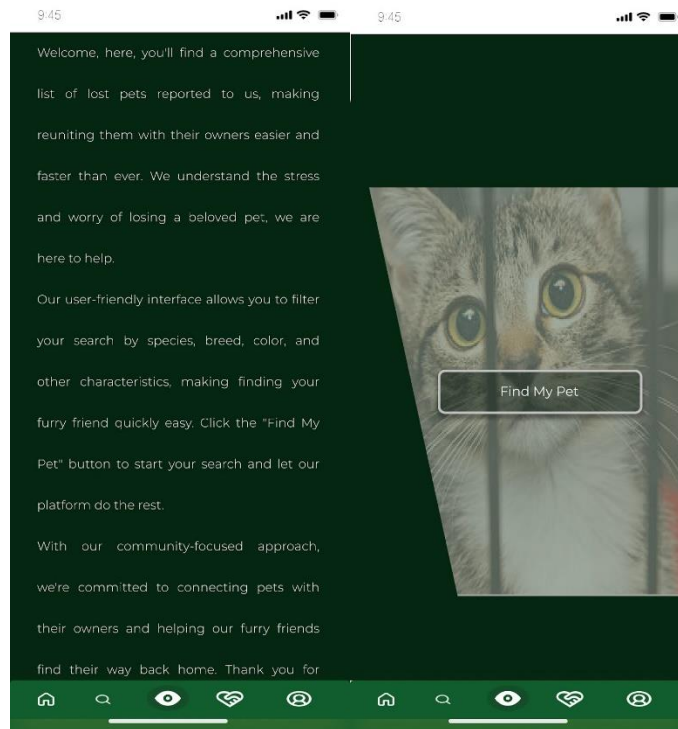 9:45
Welcome, here, you'll find a comprehensive
list of lost pets reported to us, making
reuniting them with their owners easier and
faster than ever. We understand the stress
and worry of losing a beloved pet, we are
here to help.
Our user-friendly interface allows you to filter
your search by species, breed, color, and
other characteristics, making finding your
furry friend quickly easy. Click the "Find My
Pet" button to start your search and let our
platform do the rest.
With our community-focused approach,
we're committed to connecting pets with
their owners and helping our furry friends
find their way back home. Thank you for
9:45
Find My Pet